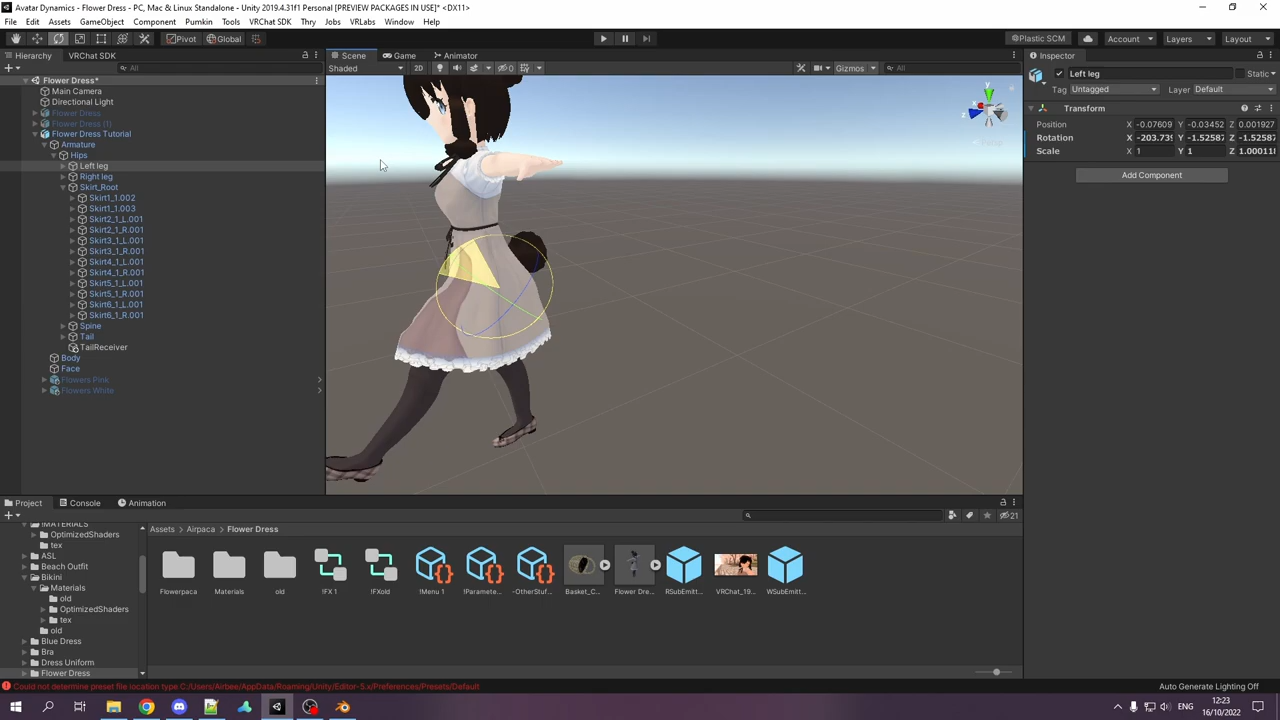 Avatar Dynamics - Flower Dress - PC, Mac & Linux Standalone - Unity 2019.4.31f1 Personal [PREVIEW PACKAGES IN USE]* <DX11>
File Edit Assets GameObject Component Pumkin Tools VRChat SDK Thry Jobs VRLabs Window Help
Pivot Global Plastic SCM Account Layers Layout
Hierarchy VRChat SDK Scene Game Animator Inspector
All Shaded 2D 0 Gizmos All
Left leg Static
Tag Untagged Layer Default
Flower Dress*
Main Camera
Directional Light
Flower Dress
Flower Dress (1)
Flower Dress Tutorial
Armature
Hips
Left leg
Right leg
Skirt_Root
Skirt1_1.002
Skirt1_1.003
Skirt2_1_L.001
Skirt2_1_R.001
Skirt3_1_L.001
Skirt3_1_R.001
Skirt4_1_L.001
Skirt4_1_R.001
Skirt5_1_L.001
Skirt5_1_R.001
Skirt6_1_L.001
Skirt6_1_R.001
Spine
Tail
TailReceiver
Body
Face
Flowers Pink
Flowers White
y
x
z
Persp
Transform
Position X -0.07609 Y -0.03452 Z 0.001927
Rotation X -203.739 Y -1.52587 Z -1.52587
Scale X 1 Y 1 Z 1.000118
Add Component
Project Console Animation
21
!MATERIALS
OptimizedShaders
tex
ASL
Beach Outfit
Bikini
Materials
old
OptimizedShaders
tex
old
Blue Dress
Bra
Dress Uniform
Flower Dress
Assets Airpaca Flower Dress
Flowerpaca Materials old !FX 1 !FXold !Menu 1 !Paramete... -OtherStuf... Basket_C... Flower Dre... RSubEmitt... VRChat_19... WSubEmitt...
Could not determine preset file location type C:/Users/Airbee/AppData/Roaming/Unity/Editor-5.x/Preferences/Presets/Default
Auto Generate Lighting Off
ENG
12:23
16/10/2022